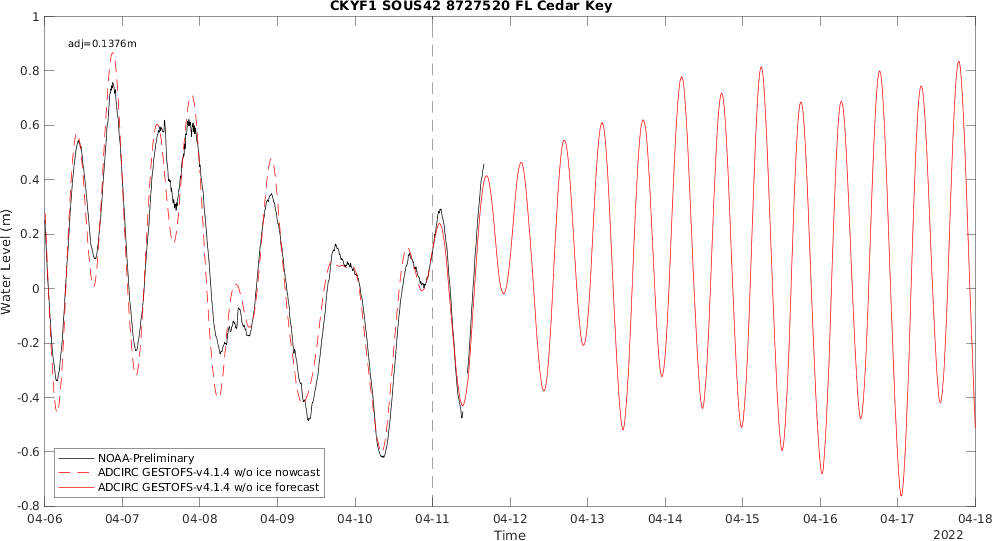 CKYF1 SOUS42 8727520 FL Cedar Key
adj=0.1376m
1
0.8
0.6
0.4
0.2
0
-0.2
-0.4
-0.6
-0.8
Water Level (m)
NOAA-Preliminary
ADCIRC GESTOFS-v4.1.4 w/o ice nowcast
ADCIRC GESTOFS-v4.1.4 w/o ice forecast
04-06 04-07 04-08 04-09 04-10 04-11 04-12 04-13 04-14 04-15 04-16 04-17 04-18
Time
2022